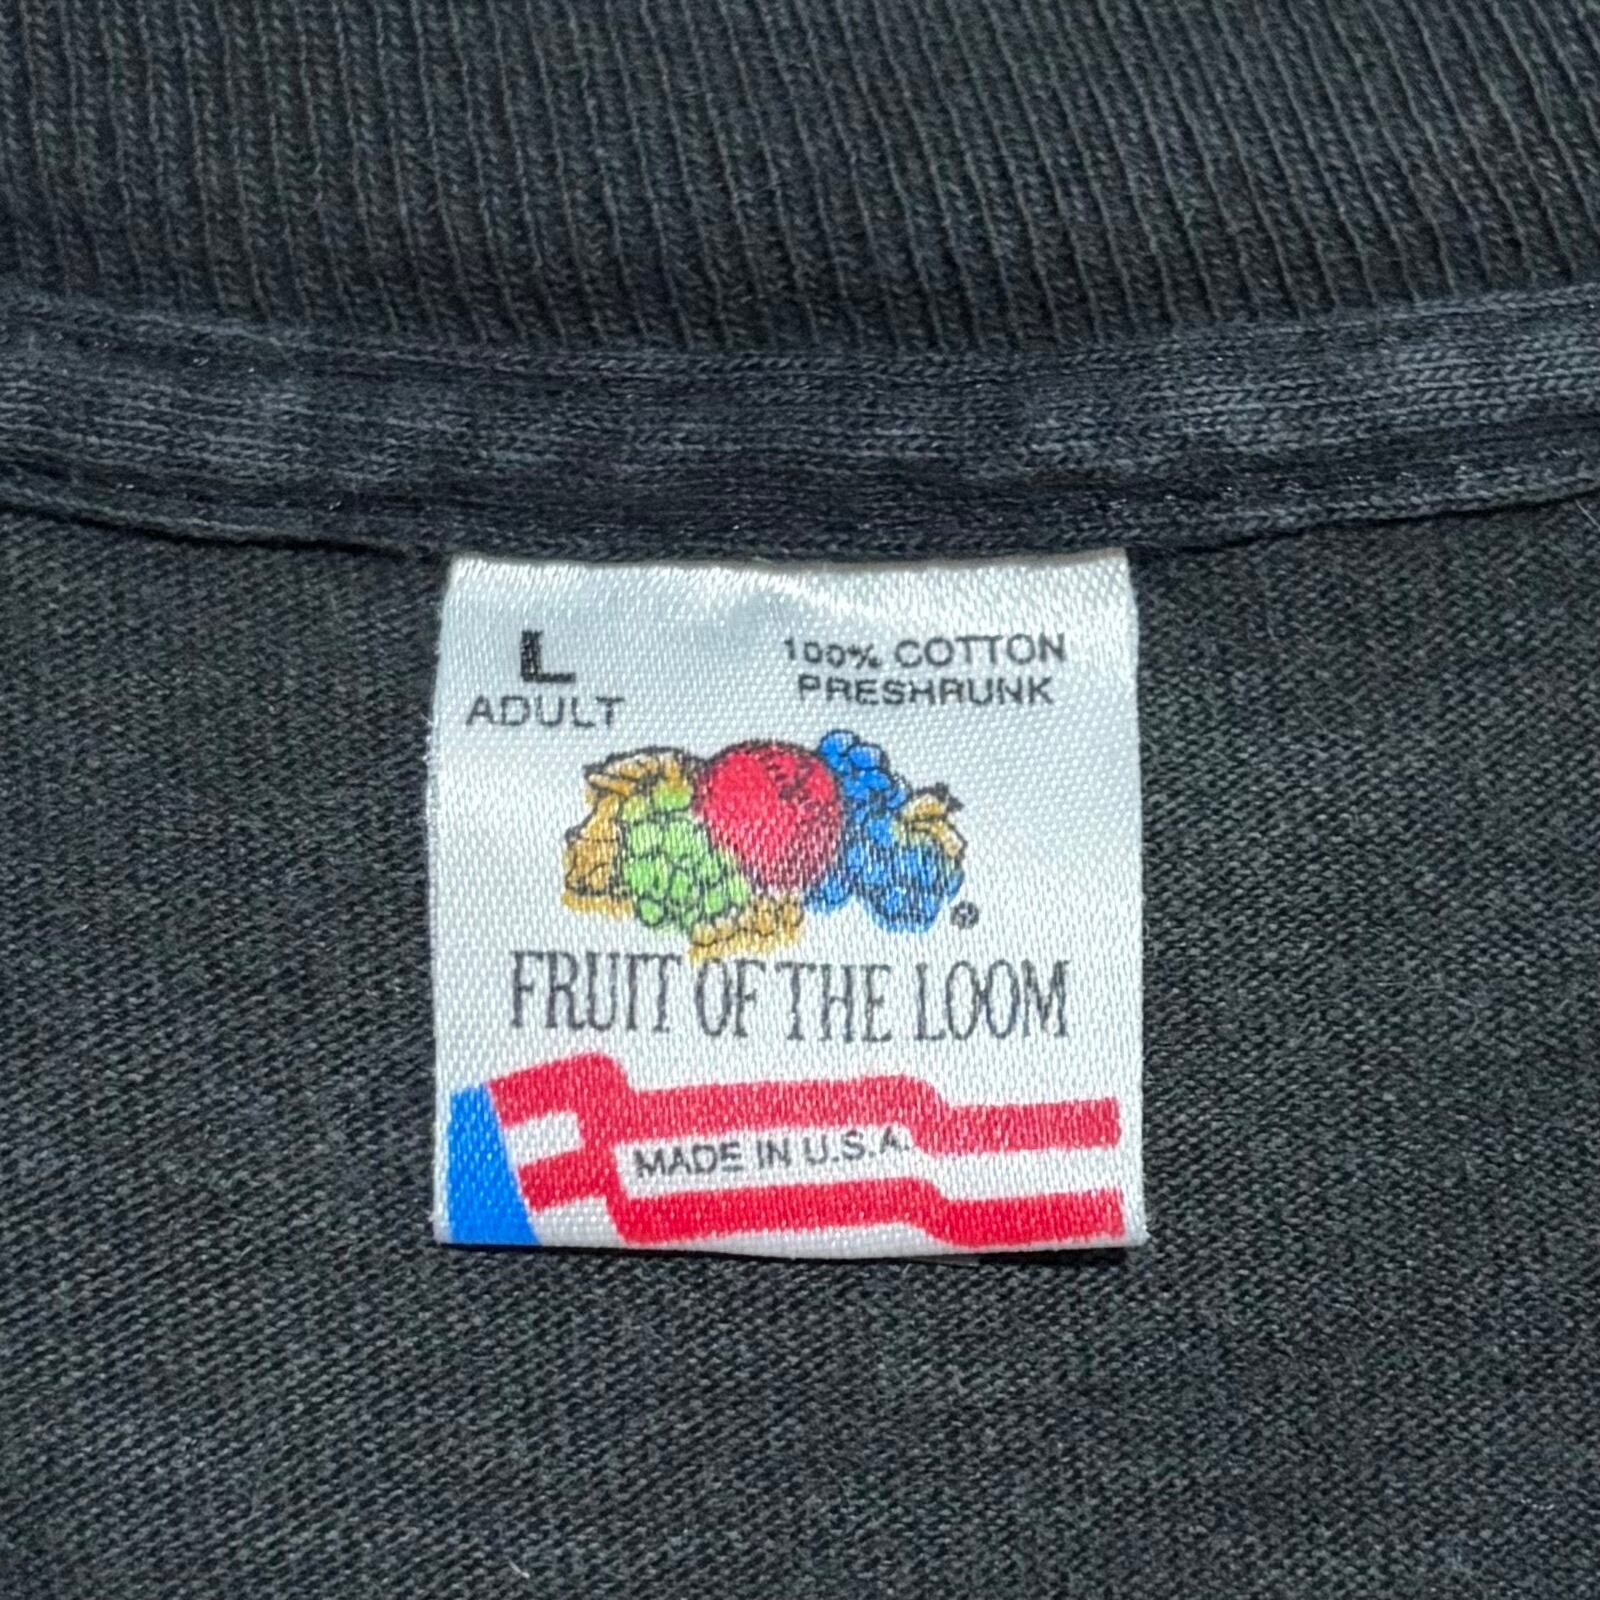 L
ADULT
100% COTTON
PRESHRUNK
®
FRUIT OF THE LOOM
MADE IN U.S.A.